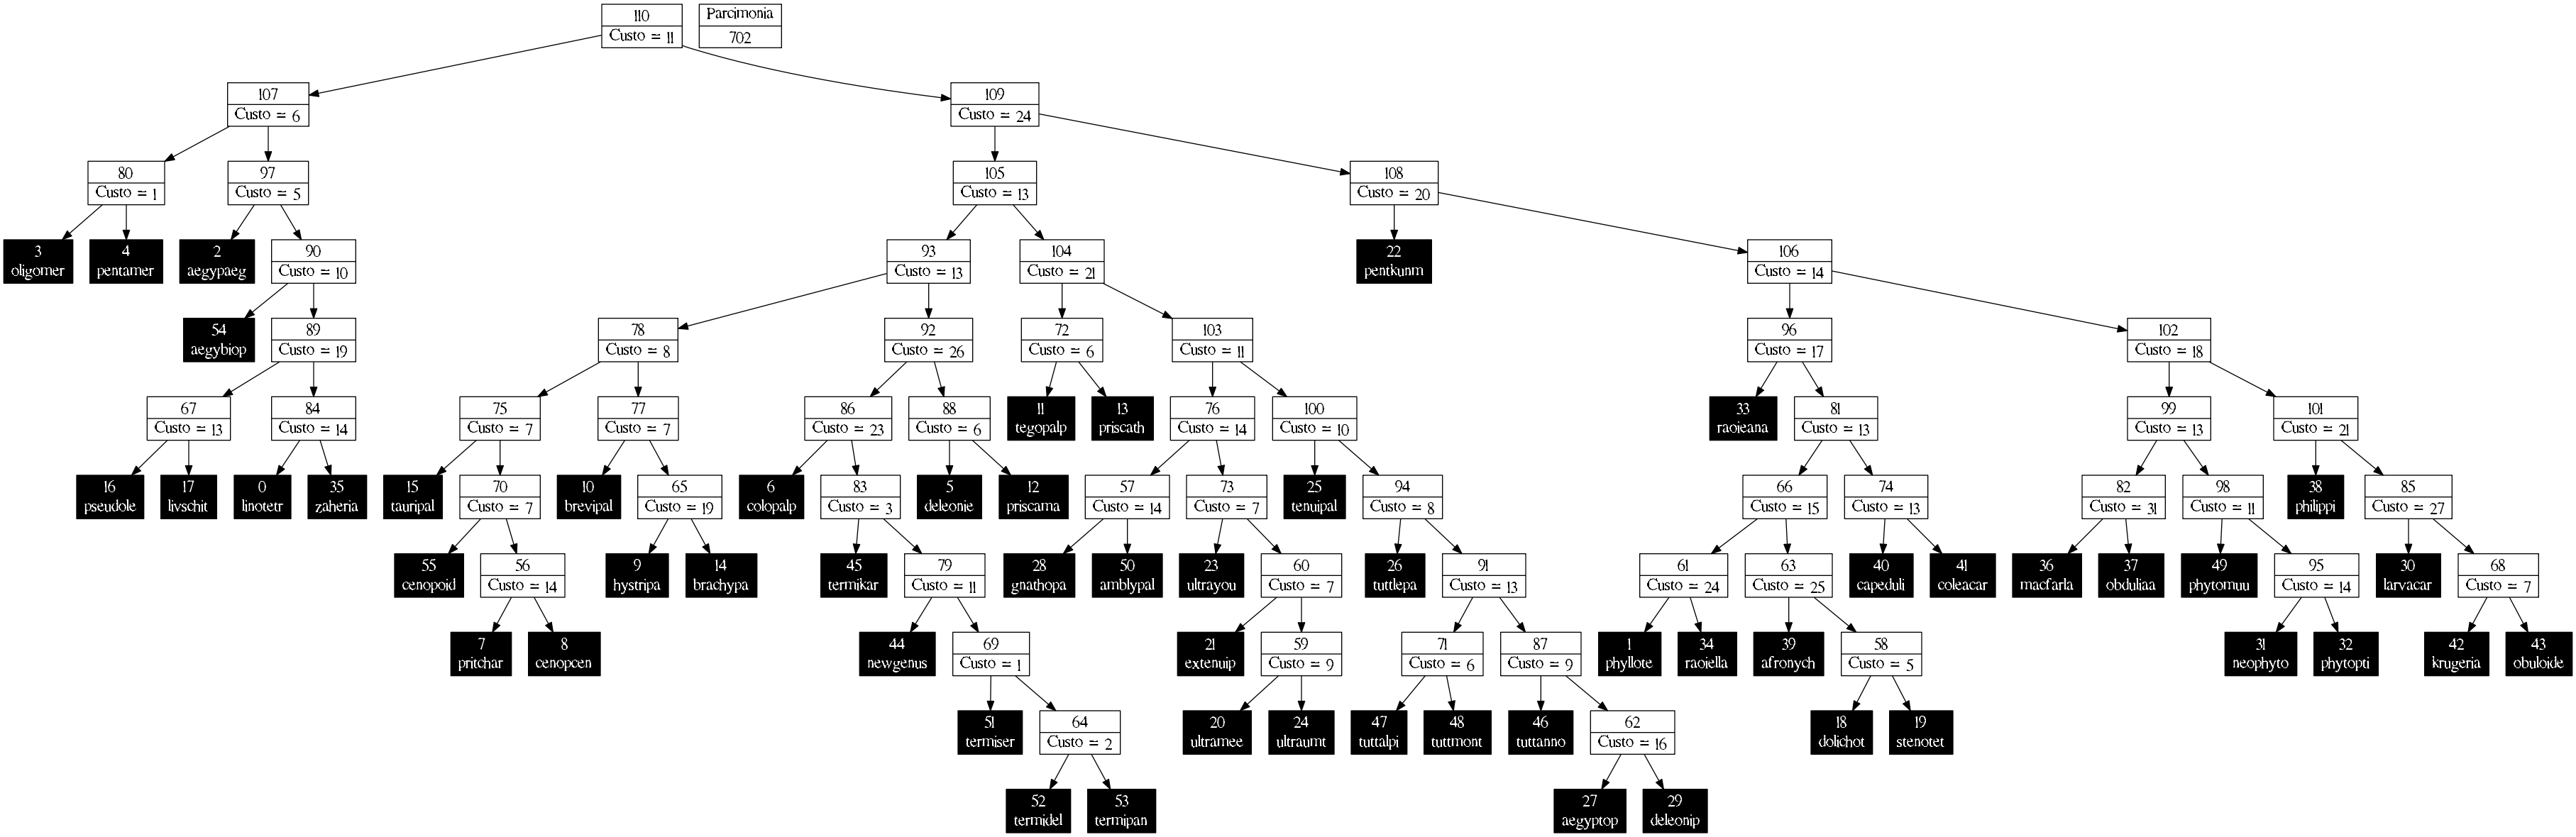 110
Custo = 11
Parcimonia
702
107
Custo = 6
109
Custo = 24
80
Custo = 1
97
Custo = 5
105
Custo = 13
108
Custo = 20
3
oligomer
4
pentamer
2
aegypaeg
90
Custo = 10
93
Custo = 13
104
Custo = 21
22
pentkunm
106
Custo = 14
54
aegybiop
89
Custo = 19
78
Custo = 8
92
Custo = 26
72
Custo = 6
103
Custo = 11
96
Custo = 17
102
Custo = 18
67
Custo = 13
84
Custo = 14
75
Custo = 7
77
Custo = 7
86
Custo = 23
88
Custo = 6
11
tegopalp
13
priscath
76
Custo = 14
100
Custo = 10
33
raoieana
81
Custo = 13
99
Custo = 13
101
Custo = 21
16
pseudole
17
livschit
0
linotetr
35
zaheria
15
tauripal
70
Custo = 7
10
brevipal
65
Custo = 19
6
colopalp
83
Custo = 3
5
deleonie
12
priscama
57
Custo = 14
73
Custo = 7
25
tenuipal
94
Custo = 8
66
Custo = 15
74
Custo = 13
82
Custo = 31
98
Custo = 11
38
philippi
85
Custo = 27
55
cenopoid
56
Custo = 14
9
hystripa
14
brachypa
45
termikar
79
Custo = 11
28
gnathopa
50
amblypal
23
ultrayou
60
Custo = 7
26
tuttlepa
91
Custo = 13
61
Custo = 24
63
Custo = 25
40
capeduli
41
coleacar
36
macfarla
37
obduliaa
49
phytomuu
95
Custo = 14
30
larvacar
68
Custo = 7
7
pritchar
8
cenopcen
44
newgenus
69
Custo = 1
21
extenuip
59
Custo = 9
71
Custo = 6
87
Custo = 9
1
phyllote
34
raoiella
39
afronych
58
Custo = 5
31
neophyto
32
phytopti
42
krugeria
43
obuloide
51
termiser
64
Custo = 2
20
ultramee
24
ultraumt
47
tuttalpi
48
tuttmont
46
tuttanno
62
Custo = 16
18
dolichot
19
stenotet
52
termidel
53
termipan
27
aegyptop
29
deleonip